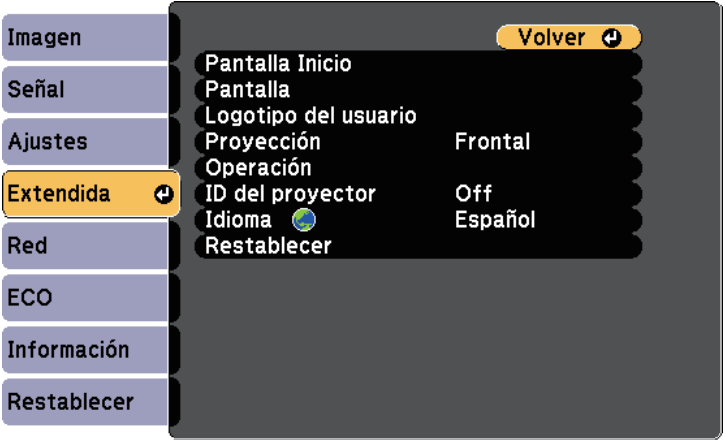 Imagen
Señal
Ajustes
Extendida
Red
ECO
Información
Restablecer
Volver
Pantalla Inicio
Pantalla
Logotipo del usuario
Proyección Frontal
Operación
ID del proyector Off
Idioma Español
Restablecer